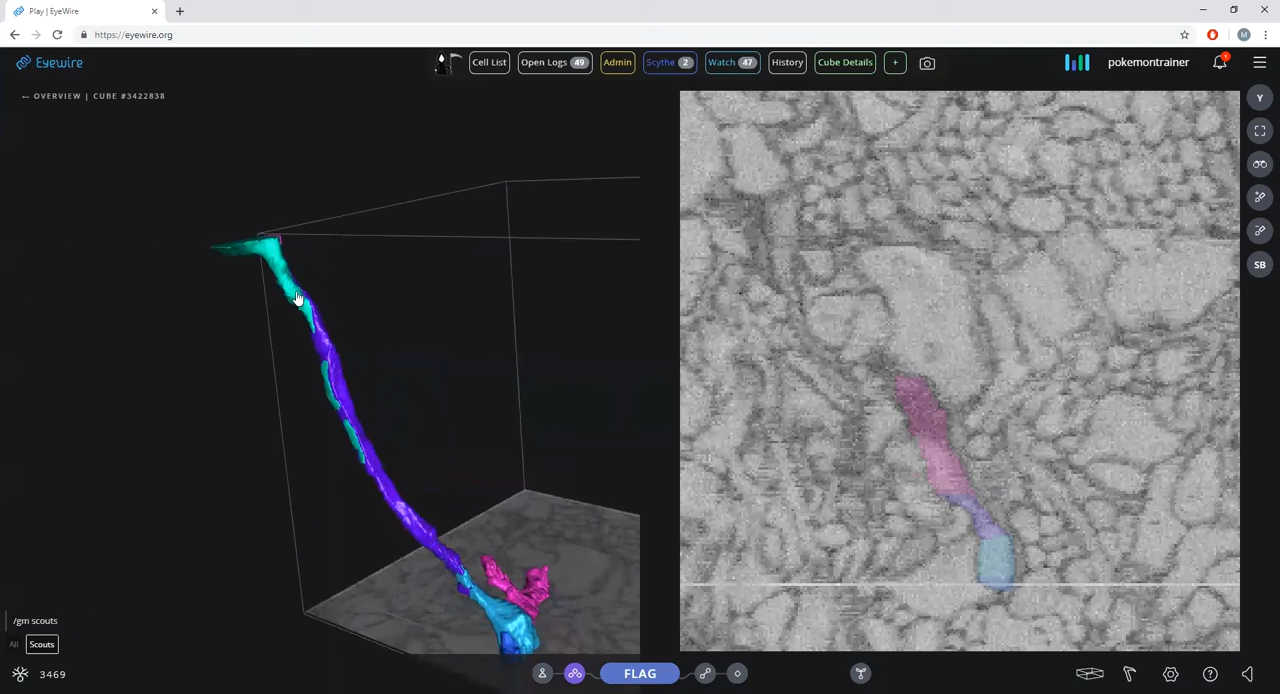 Play | EyeWire
https://eyewire.org
M
Eyewire
Cell List
Open Logs 49
Admin
Scythe 2
Watch 47
History
Cube Details
+
pokemontrainer
1
← OVERVIEW | CUBE #3422838
Y
SB
/gm scouts
All
Scouts
3469
FLAG